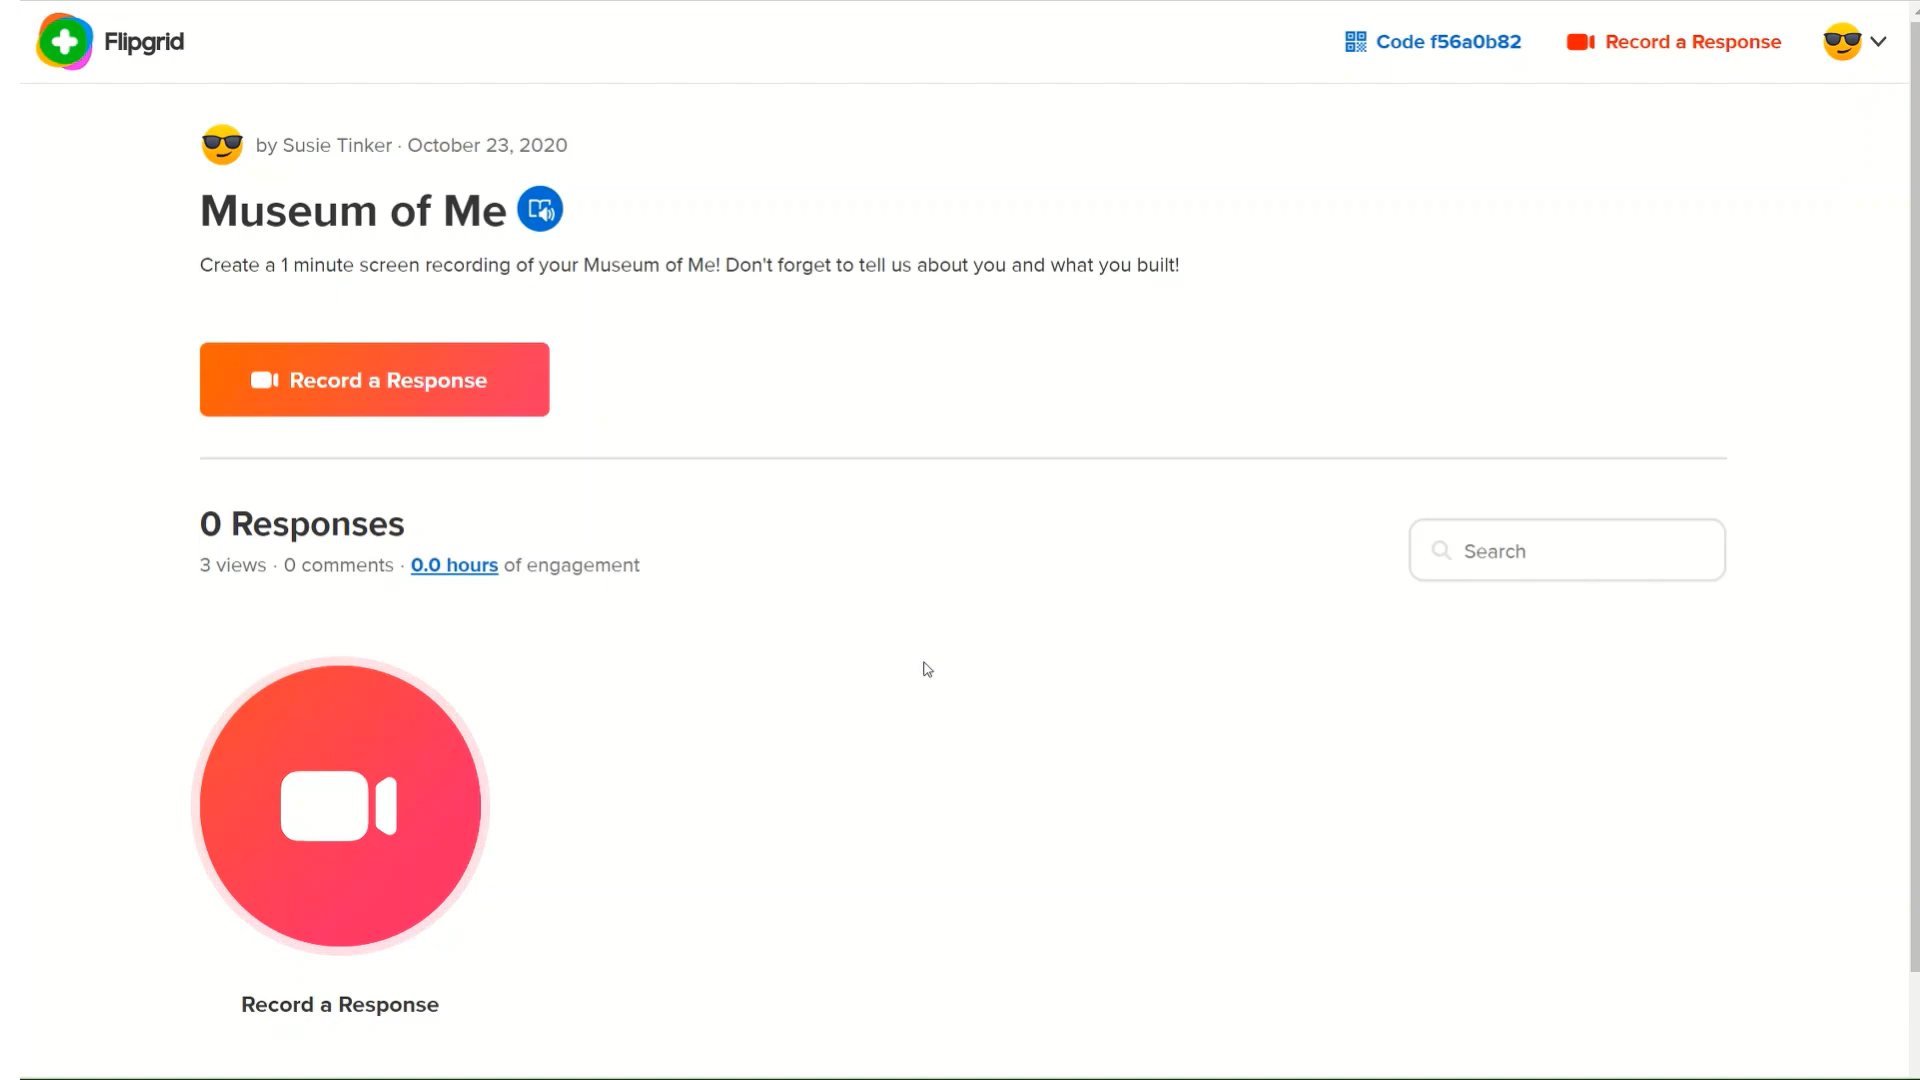 Flipgrid
Code f56a0b82
Record a Response
by Susie Tinker · October 23, 2020
Museum of Me
Create a 1 minute screen recording of your Museum of Me! Don't forget to tell us about you and what you built!
Record a Response
0 Responses
3 views · 0 comments · 0.0 hours of engagement
Search
Record a Response